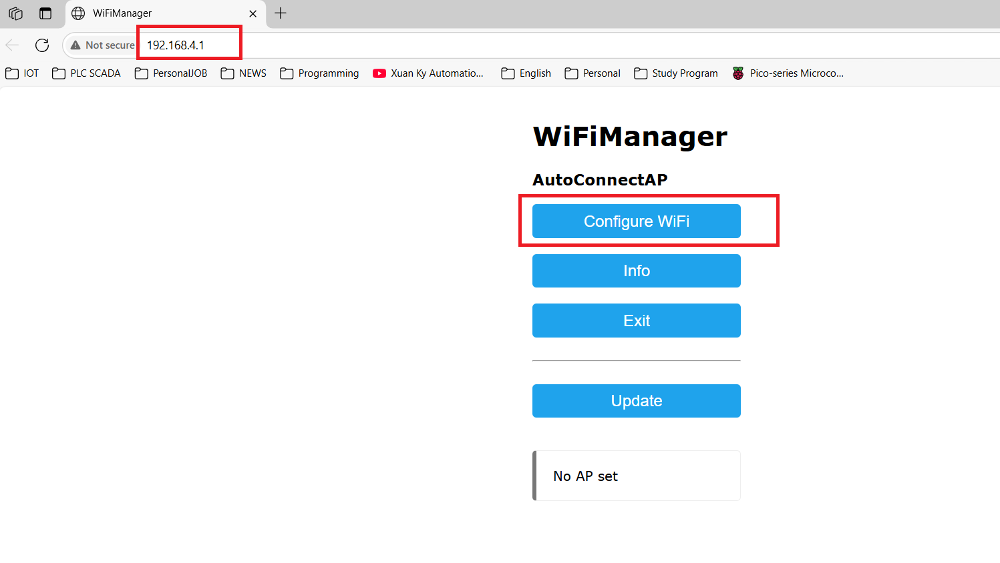 WiFiManager
Not secure 192.168.4.1
IOT PLC SCADA PersonalJOB NEWS Programming Xuan Ky Automatio... English Personal Study Program Pico-series Microco...
WiFiManager
AutoConnectAP
Configure WiFi
Info
Exit
Update
No AP set